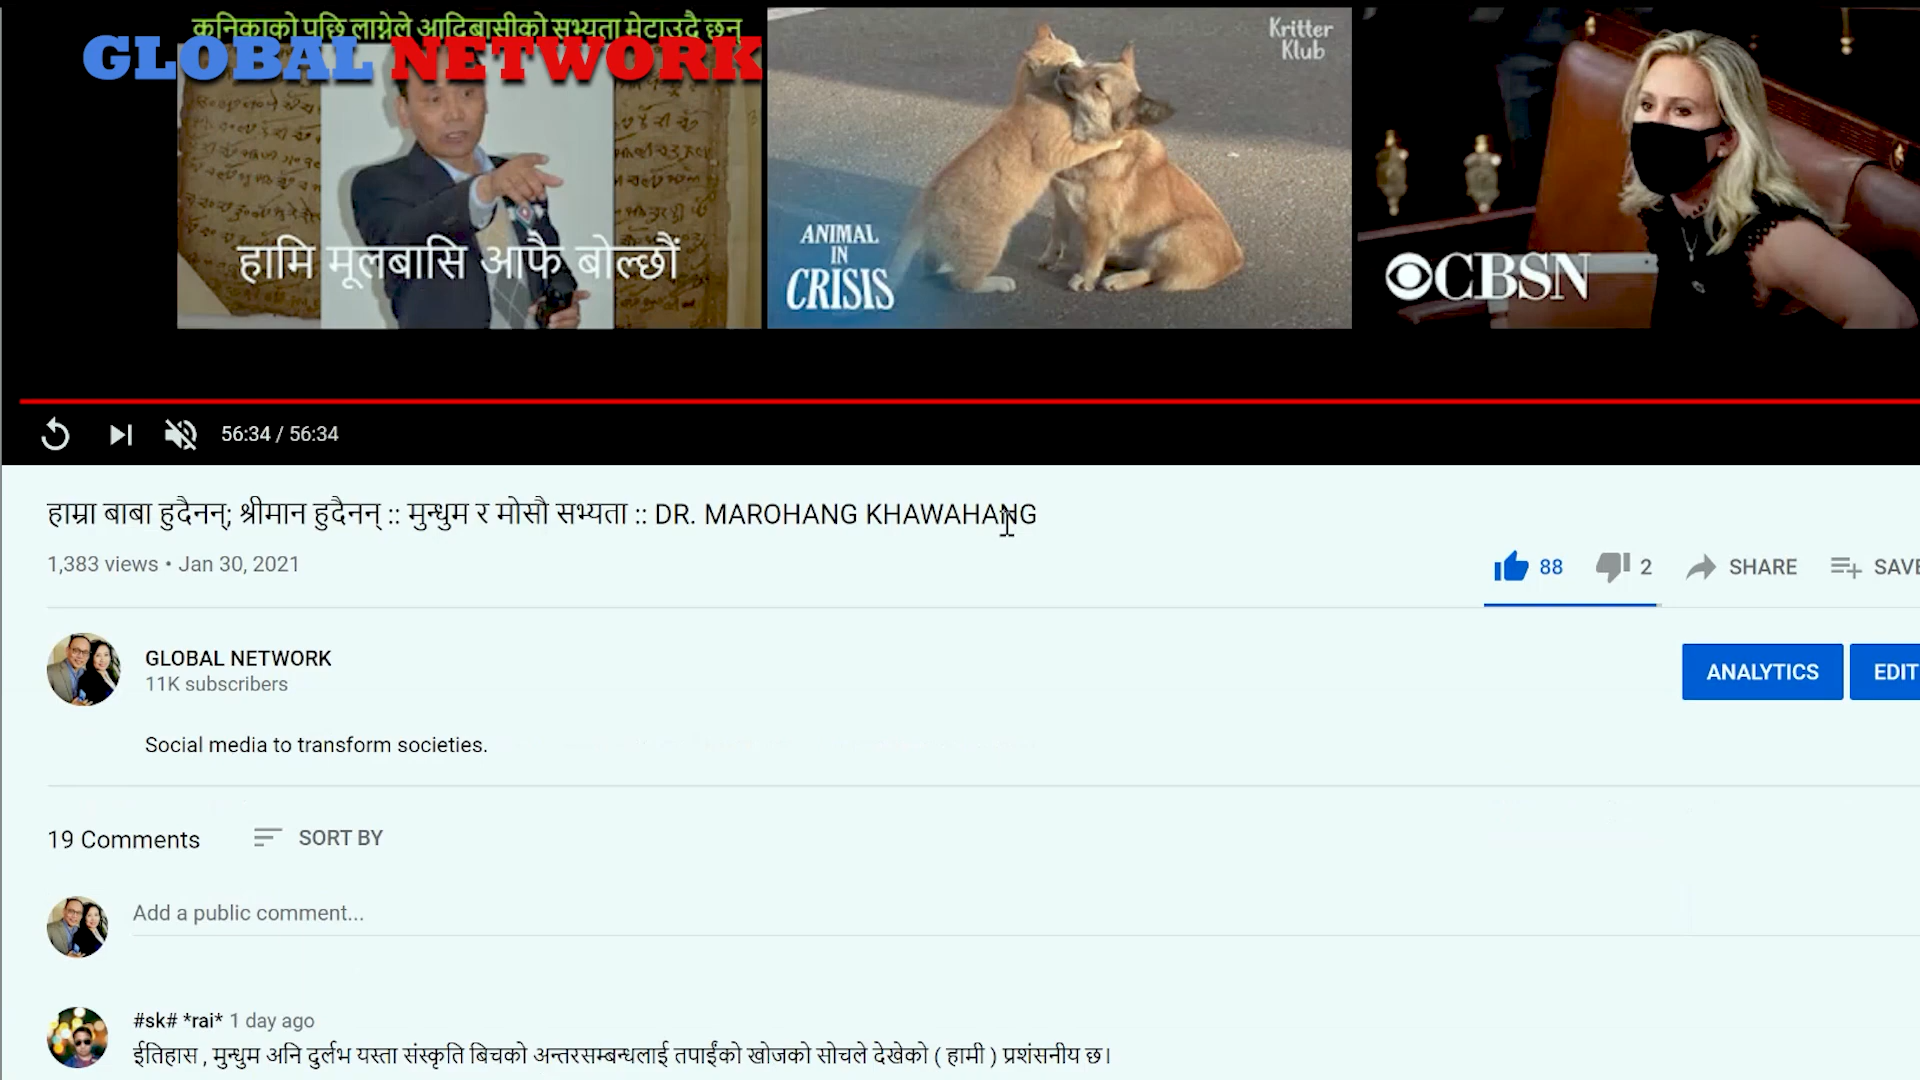 कनिकाको पछि लाग्नेले आदिबासीको सभ्यता मेटाउदै छन्
GLOBAL NETWORK
Kritter
Klub
हामि मूलबासि आफै बोल्छौं
ANIMAL
IN
CRISIS
CBSN
56:34 / 56:34
हाम्रा बाबा हुदैनन्; श्रीमान हुदैनन् :: मुन्धुम र मोसौ सभ्यता :: DR. MAROHANG KHAWAHANG
1,383 views • Jan 30, 2021
88
2
SHARE
SAVE
GLOBAL NETWORK
11K subscribers
ANALYTICS
EDIT
Social media to transform societies.
19 Comments
SORT BY
Add a public comment...
#sk# *rai* 1 day ago
ईतिहास , मुन्धुम अनि दुर्लभ यस्ता संस्कृति बिचको अन्तरसम्बन्धलाई तपाईंको खोजको सोचले देखेको ( हामी ) प्रशंसनीय छ।